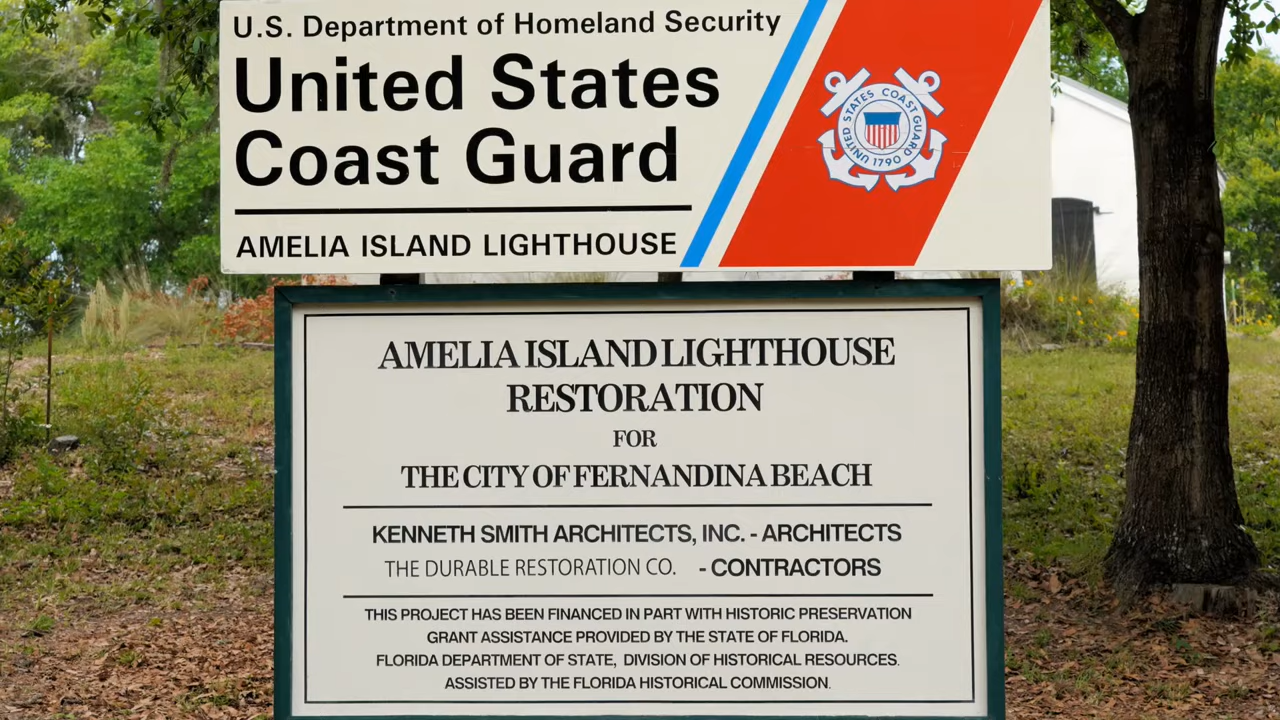 U.S. Department of Homeland Security
United States
Coast Guard
AMELIA ISLAND LIGHTHOUSE
UNITED STATES COAST GUARD
1790
AMELIA ISLAND LIGHTHOUSE
RESTORATION
FOR
THE CITY OF FERNANDINA BEACH
KENNETH SMITH ARCHITECTS, INC. - ARCHITECTS
THE DURABLE RESTORATION CO. - CONTRACTORS
THIS PROJECT HAS BEEN FINANCED IN PART WITH HISTORIC PRESERVATION
GRANT ASSISTANCE PROVIDED BY THE STATE OF FLORIDA.
FLORIDA DEPARTMENT OF STATE, DIVISION OF HISTORICAL RESOURCES.
ASSISTED BY THE FLORIDA HISTORICAL COMMISSION.